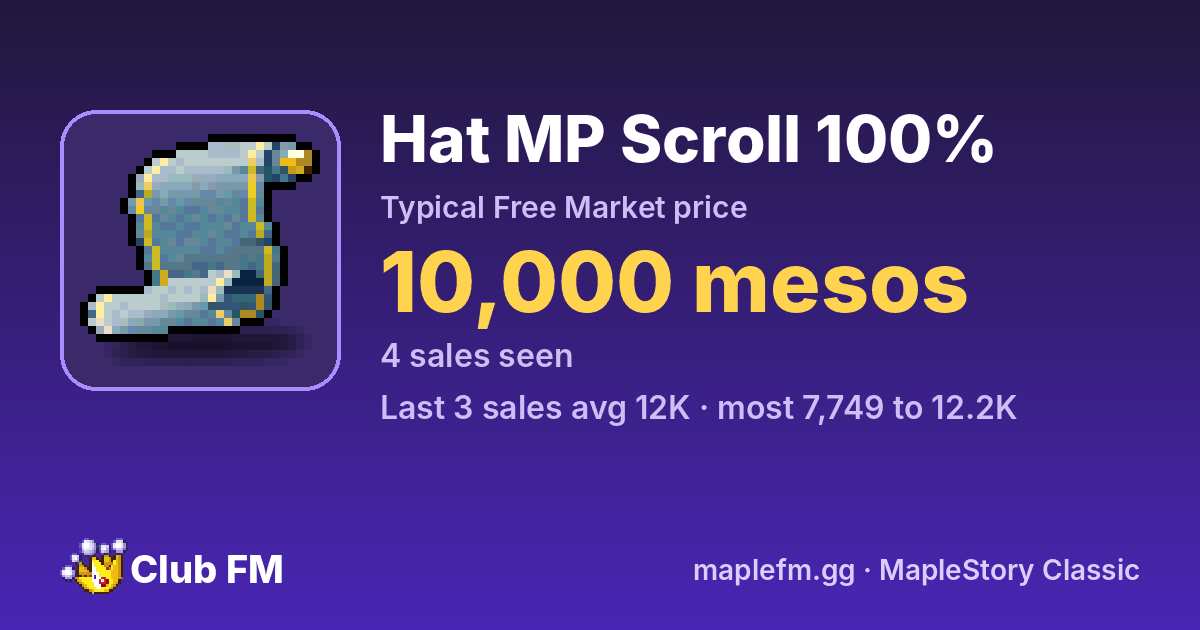 Hat MP Scroll 100%
Typical Free Market price
10,000 mesos
4 sales seen
Last 3 sales avg 12K · most 7,749 to 12.2K
Club FM
maplefm.gg · MapleStory Classic